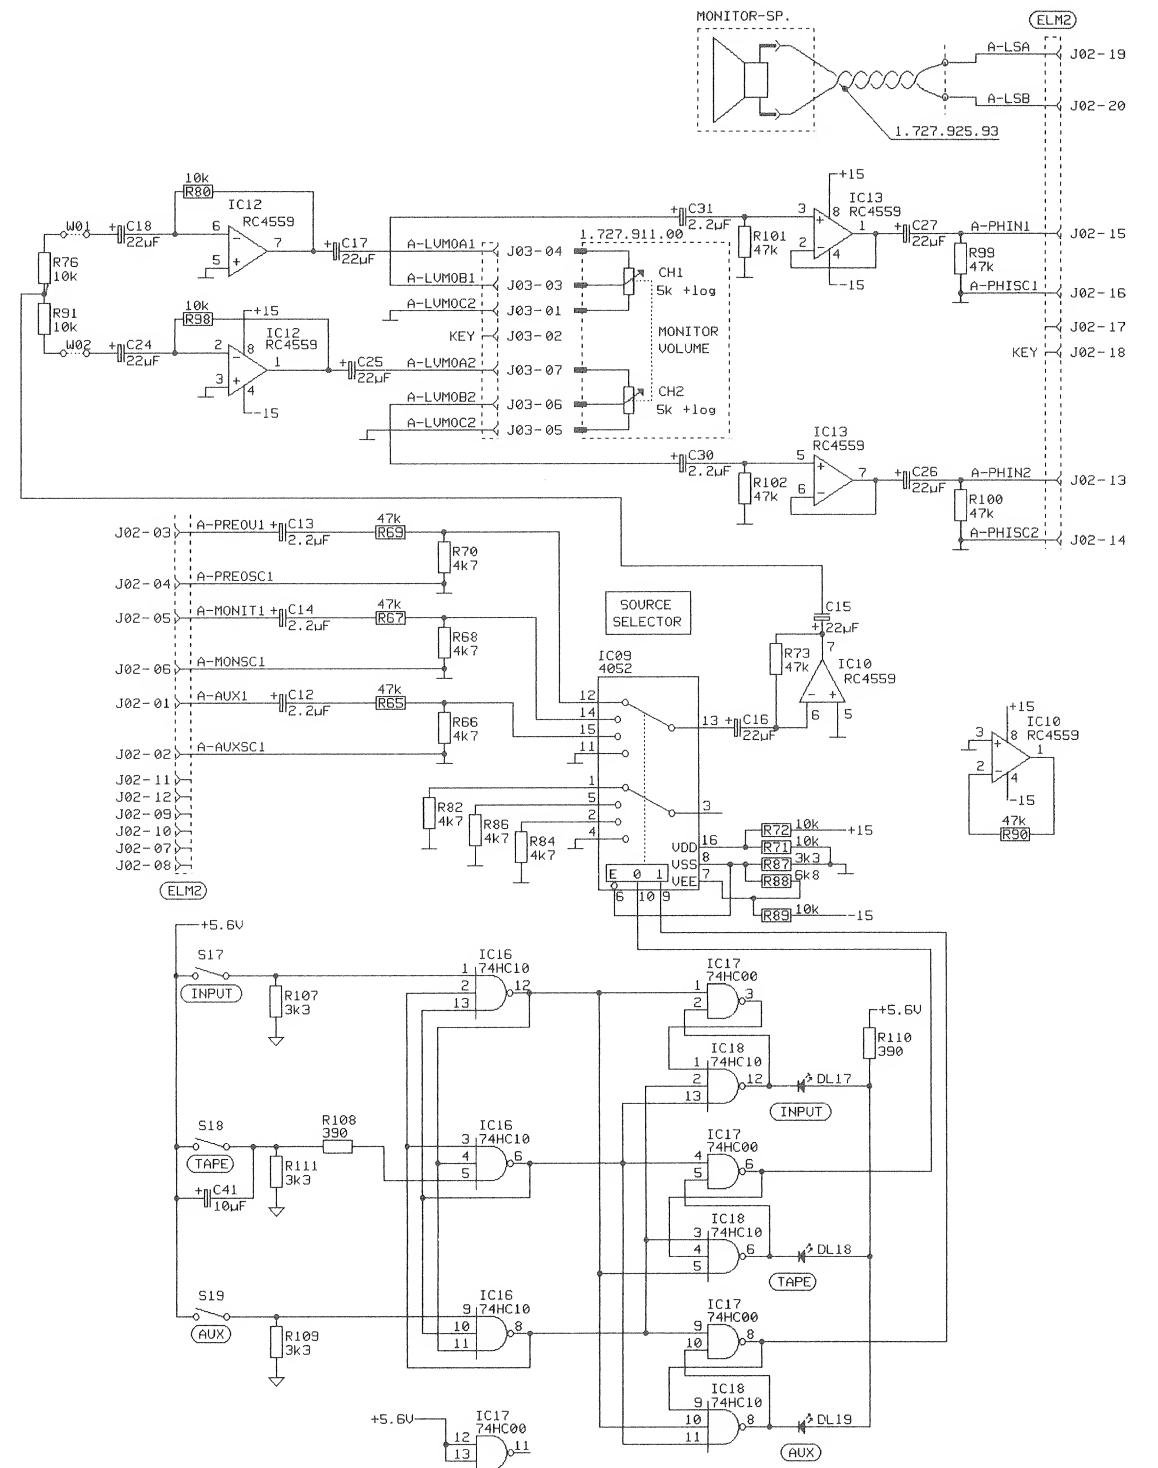 MONITOR-SP.
ELM2
A-LSA
J02-19
A-LSB
J02-20
1.727.925.93
10k
R80
IC12
RC4559
W01
C18
22µF
6
5
7
C17
22µF
R76
10k
R91
10k
W02
C24
22µF
10k
R98
+15
IC12
RC4559
2
8
3
4
1
-15
C25
22µF
A-LVMOA1
J03-04
A-LVMOB1
J03-03
A-LVMOC2
J03-01
KEY
J03-02
A-LVMOA2
J03-07
A-LVMOB2
J03-06
A-LVMOC2
J03-05
1.727.911.00
CH1
5k +log
MONITOR
VOLUME
CH2
5k +log
C31
2.2µF
R101
47k
+15
IC13
RC4559
3
8
2
4
1
-15
C27
22µF
A-PHIN1
J02-15
R99
47k
A-PHISC1
J02-16
J02-17
KEY
J02-18
C30
2.2µF
R102
47k
IC13
RC4559
5
6
7
C26
22µF
A-PHIN2
J02-13
R100
47k
A-PHISC2
J02-14
J02-03
A-PREOU1
C13
2.2µF
47k
R69
R70
4k7
J02-04
A-PREOSC1
J02-05
A-MONIT1
C14
2.2µF
47k
R67
R68
4k7
J02-06
A-MONSC1
J02-01
A-AUX1
C12
2.2µF
47k
R65
R66
4k7
J02-02
A-AUXSC1
J02-11
J02-12
J02-09
J02-10
J02-07
J02-08
ELM2
SOURCE
SELECTOR
IC09
4052
12
14
15
11
1
5
2
4
13
3
R82
4k7
R86
4k7
R84
4k7
C16
22µF
R73
47k
C15
22µF
7
IC10
RC4559
6
5
+15
IC10
RC4559
3
8
2
4
1
-15
47k
R90
VDD
16
VSS
8
VEE
7
E 0 1
6
10
9
R72
10k
+15
R71
10k
R87
3k3
R88
6k8
R89
10k
-15
+5.6V
S17
INPUT
R107
3k3
IC16
74HC10
1
2
13
12
S18
TAPE
C41
10µF
R111
3k3
R108
390
IC16
74HC10
3
4
5
6
S19
AUX
R109
3k3
IC16
74HC10
9
10
11
8
IC17
74HC00
1
2
3
+5.6V
R110
390
IC18
74HC10
1
2
13
12
DL17
INPUT
IC17
74HC00
4
5
6
IC18
74HC10
3
4
5
6
DL18
TAPE
IC17
74HC00
9
10
8
IC18
74HC10
9
10
11
8
DL19
AUX
+5.6V
IC17
74HC00
12
13
11